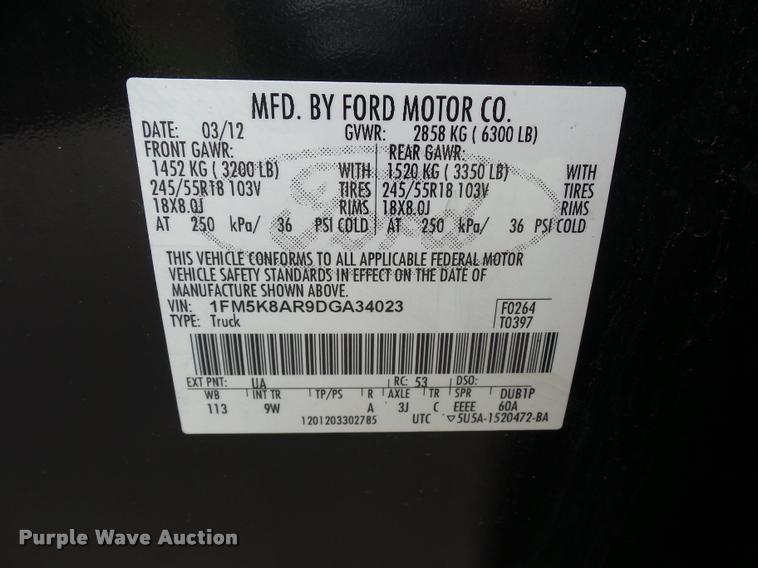 MFD. BY FORD MOTOR CO.
DATE: 03/12 GVWR: 2858 KG ( 6300 LB)
FRONT GAWR: REAR GAWR:
1452 KG ( 3200 LB) WITH 1520 KG ( 3350 LB) WITH
245/55R18 103V TIRES 245/55R18 103V TIRES
18X8.0J RIMS 18X8.0J RIMS
AT 250 kPa/ 36 PSI COLD AT 250 kPa/ 36 PSI COLD
Ford
THIS VEHICLE CONFORMS TO ALL APPLICABLE FEDERAL MOTOR
VEHICLE SAFETY STANDARDS IN EFFECT ON THE DATE OF
MANUFACTURE SHOWN ABOVE.
VIN: 1FM5K8AR9DGA34023 F0264
TYPE: Truck T0397
EXT PNT: UA RC: 53 DSO:
WB INT TR TP/PS R AXLE TR SPR DUB1P
113 9W A 3J C EEEE 60A
1201203302785 UTC ▽5U5A-1520472-BA
Purple Wave Auction